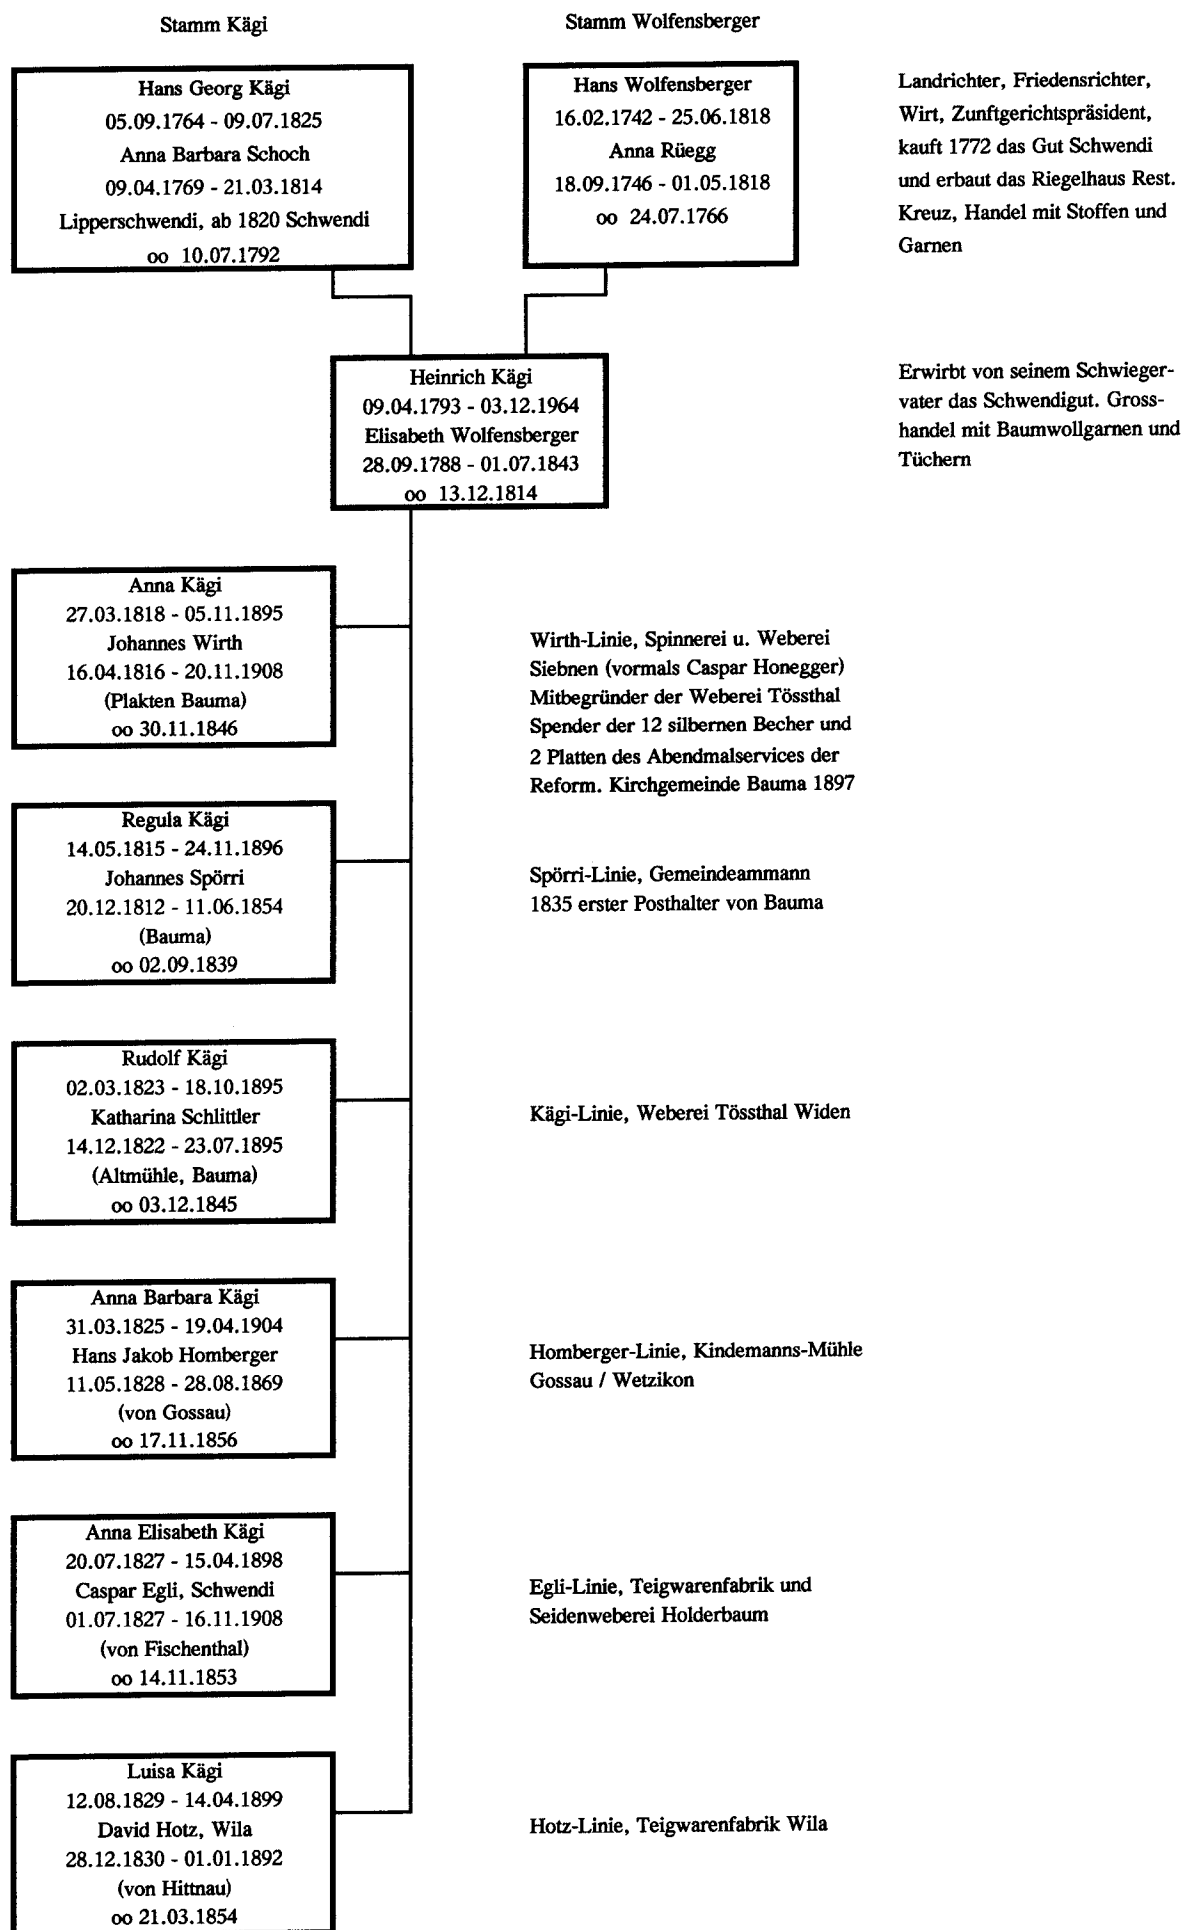 Stamm Kägi
Stamm Wolfensberger
Hans Georg Kägi
05.09.1764 - 09.07.1825
Anna Barbara Schoch
09.04.1769 - 21.03.1814
Lipperschwendi, ab 1820 Schwendi
oo 10.07.1792
Hans Wolfensberger
16.02.1742 - 25.06.1818
Anna Rüegg
18.09.1746 - 01.05.1818
oo 24.07.1766
Landrichter, Friedensrichter,
Wirt, Zunftgerichtspräsident,
kauft 1772 das Gut Schwendi
und erbaut das Riegelhaus Rest.
Kreuz, Handel mit Stoffen und
Garnen
Heinrich Kägi
09.04.1793 - 03.12.1964
Elisabeth Wolfensberger
28.09.1788 - 01.07.1843
oo 13.12.1814
Erwirbt von seinem Schwieger-
vater das Schwendigut. Gross-
handel mit Baumwollgarnen und
Tüchern
Anna Kägi
27.03.1818 - 05.11.1895
Johannes Wirth
16.04.1816 - 20.11.1908
(Plakten Bauma)
oo 30.11.1846
Wirth-Linie, Spinnerei u. Weberei
Siebnen (vormals Caspar Honegger)
Mitbegründer der Weberei Tössthal
Spender der 12 silbernen Becher und
2 Platten des Abendmalservices der
Reform. Kirchgemeinde Bauma 1897
Regula Kägi
14.05.1815 - 24.11.1896
Johannes Spörri
20.12.1812 - 11.06.1854
(Bauma)
oo 02.09.1839
Spörri-Linie, Gemeindeammann
1835 erster Posthalter von Bauma
Rudolf Kägi
02.03.1823 - 18.10.1895
Katharina Schlittler
14.12.1822 - 23.07.1895
(Altmühle, Bauma)
oo 03.12.1845
Kägi-Linie, Weberei Tössthal Widen
Anna Barbara Kägi
31.03.1825 - 19.04.1904
Hans Jakob Homberger
11.05.1828 - 28.08.1869
(von Gossau)
oo 17.11.1856
Homberger-Linie, Kindemanns-Mühle
Gossau / Wetzikon
Anna Elisabeth Kägi
20.07.1827 - 15.04.1898
Caspar Egli, Schwendi
01.07.1827 - 16.11.1908
(von Fischenthal)
oo 14.11.1853
Egli-Linie, Teigwarenfabrik und
Seidenweberei Holderbaum
Luisa Kägi
12.08.1829 - 14.04.1899
David Hotz, Wila
28.12.1830 - 01.01.1892
(von Hittnau)
oo 21.03.1854
Hotz-Linie, Teigwarenfabrik Wila